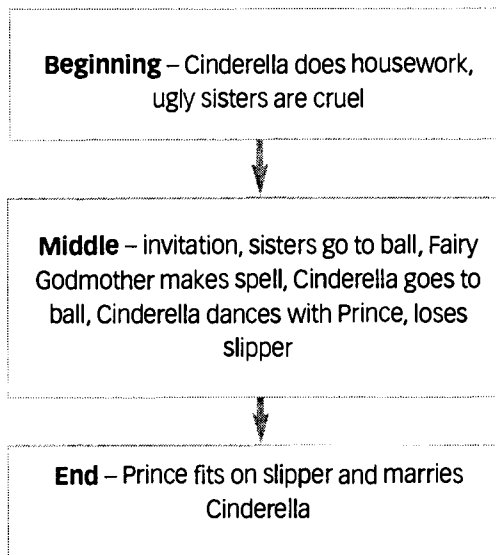 Beginning – Cinderella does housework,
ugly sisters are cruel
Middle – invitation, sisters go to ball, Fairy
Godmother makes spell, Cinderella goes to
ball, Cinderella dances with Prince, loses
slipper
End – Prince fits on slipper and marries
Cinderella